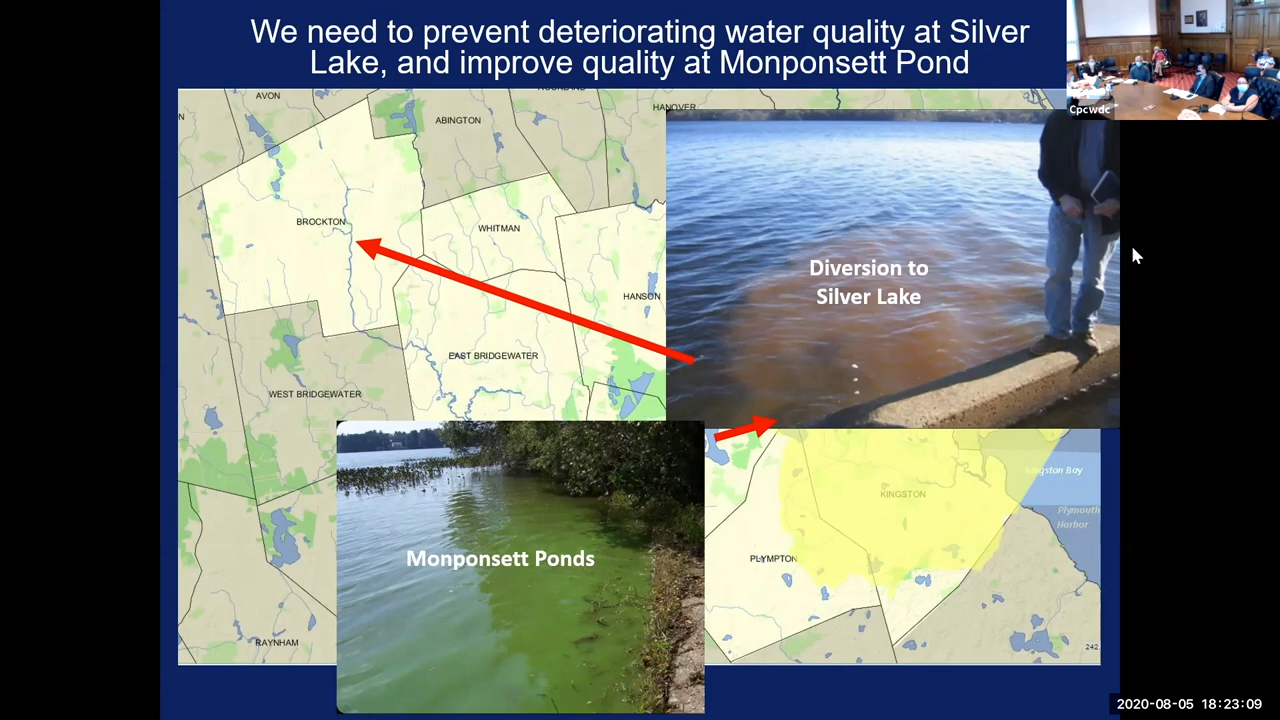 We need to prevent deteriorating water quality at Silver
Lake, and improve quality at Monponsett Pond
Cpcwdc
AVON
HANOVER
ABINGTON
BROCKTON
WHITMAN
Diversion to
Silver Lake
HANSON
EAST BRIDGEWATER
WEST BRIDGEWATER
Kingston Bay
KINGSTON
Plymouth
Harbor
Monponsett Ponds
PLYMPTON
RAYNHAM
242
2020-08-05 18:23:09